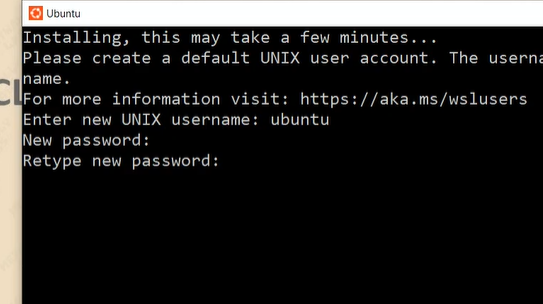 Ubuntu
Installing, this may take a few minutes...
Please create a default UNIX user account. The
name.
For more information visit: https://aka.ms/wslusers
Enter new UNIX username: ubuntu
New password:
Retype new password: